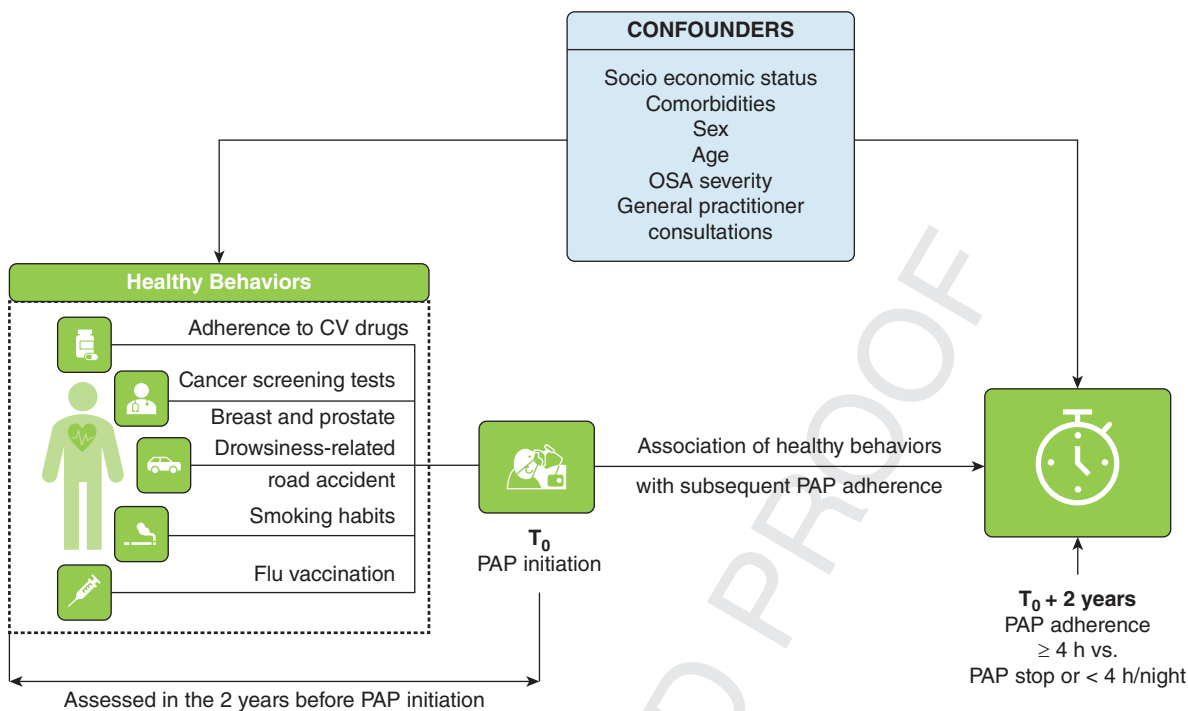 CONFOUNDERS
Socio economic status
Comorbidities
Sex
Age
OSA severity
General practitioner
consultations
Healthy Behaviors
Adherence to CV drugs
Cancer screening tests
Breast and prostate
Drowsiness-related
road accident
Smoking habits
Flu vaccination
T0
PAP initiation
Association of healthy behaviors
with subsequent PAP adherence
T0 + 2 years
PAP adherence
≥ 4 h vs.
PAP stop or < 4 h/night
Assessed in the 2 years before PAP initiation
D PROOF